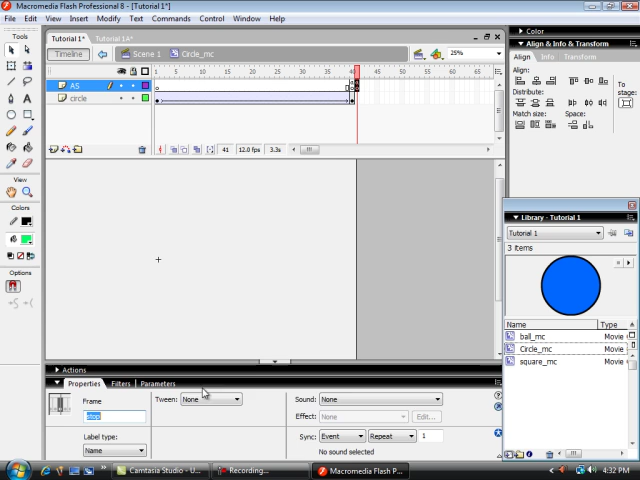 Macromedia Flash Professional 8 - [Tutorial 1*]
File Edit View Insert Modify Text Commands Control Window Help
Tools
View
Colors
Options
Tutorial 1* Tutorial 1*
Timeline Scene 1 Circle_mc 25%
1 5 10 15 20 25 30 35 40 45 50 55 60 65
AS
circle
41 12.0 fps 3.3s
Color
Align & Info & Transform
Align Info Transform
Align:
Distribute:
Match size: Space:
To stage:
Library - Tutorial 1
Tutorial 1
3 items
Name Type
ball_mc Movie
Circle_mc Movie
square_mc Movie
Actions
Properties Filters Parameters
Frame Tween: None Sound: None
stop
Effect: None Edit...
Label type: Sync: Event Repeat 1
Name No sound selected
Camtasia Studio - U... Recording... Macromedia Flash P... 4:32 PM